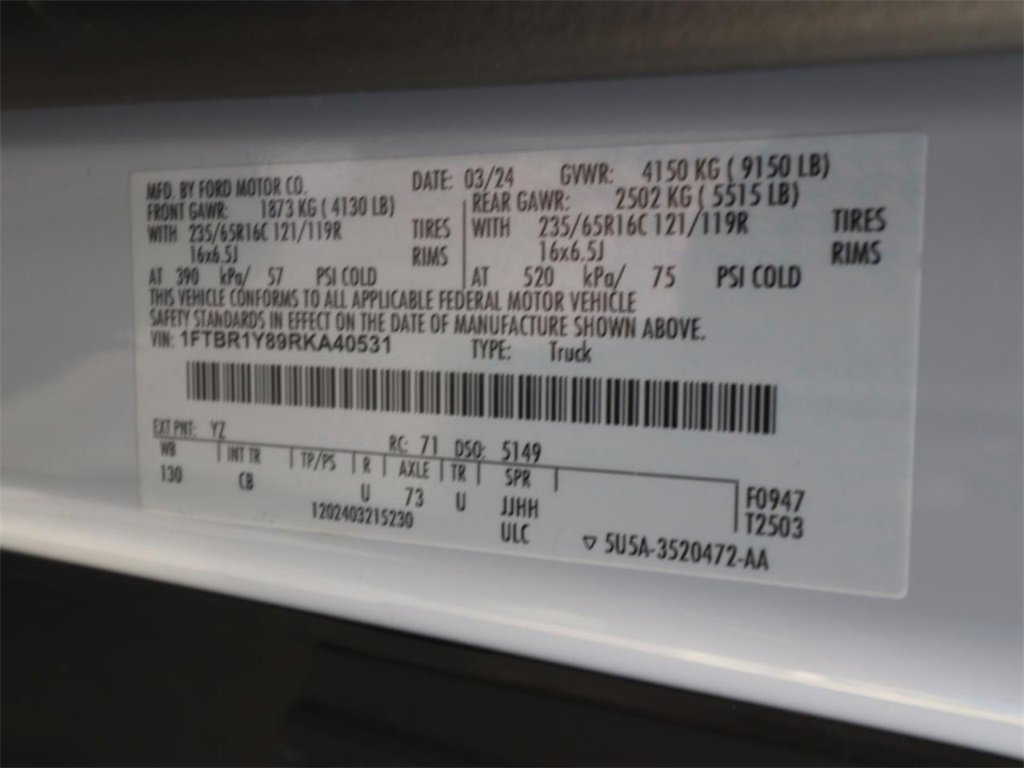 MFD. BY FORD MOTOR CO. DATE: 03/24 GVWR: 4150 KG ( 9150 LB)
FRONT GAWR: 1873 KG ( 4130 LB) REAR GAWR: 2502 KG ( 5515 LB)
WITH 235/65R16C 121/119R TIRES WITH 235/65R16C 121/119R TIRES
16x6.5J RIMS 16x6.5J RIMS
AT 390 kPa/ 57 PSI COLD AT 520 kPa/ 75 PSI COLD
THIS VEHICLE CONFORMS TO ALL APPLICABLE FEDERAL MOTOR VEHICLE
SAFETY STANDARDS IN EFFECT ON THE DATE OF MANUFACTURE SHOWN ABOVE.
VIN: 1FTBR1Y89RKA40531 TYPE: Truck
EXT PNT: YZ RC: 71 DSO: 5149
WB INT TR TP/PS R AXLE TR SPR
130 CB U 73 U JJHH F0947
1202403215230 ULC T2503
▽ 5U5A-3520472-AA